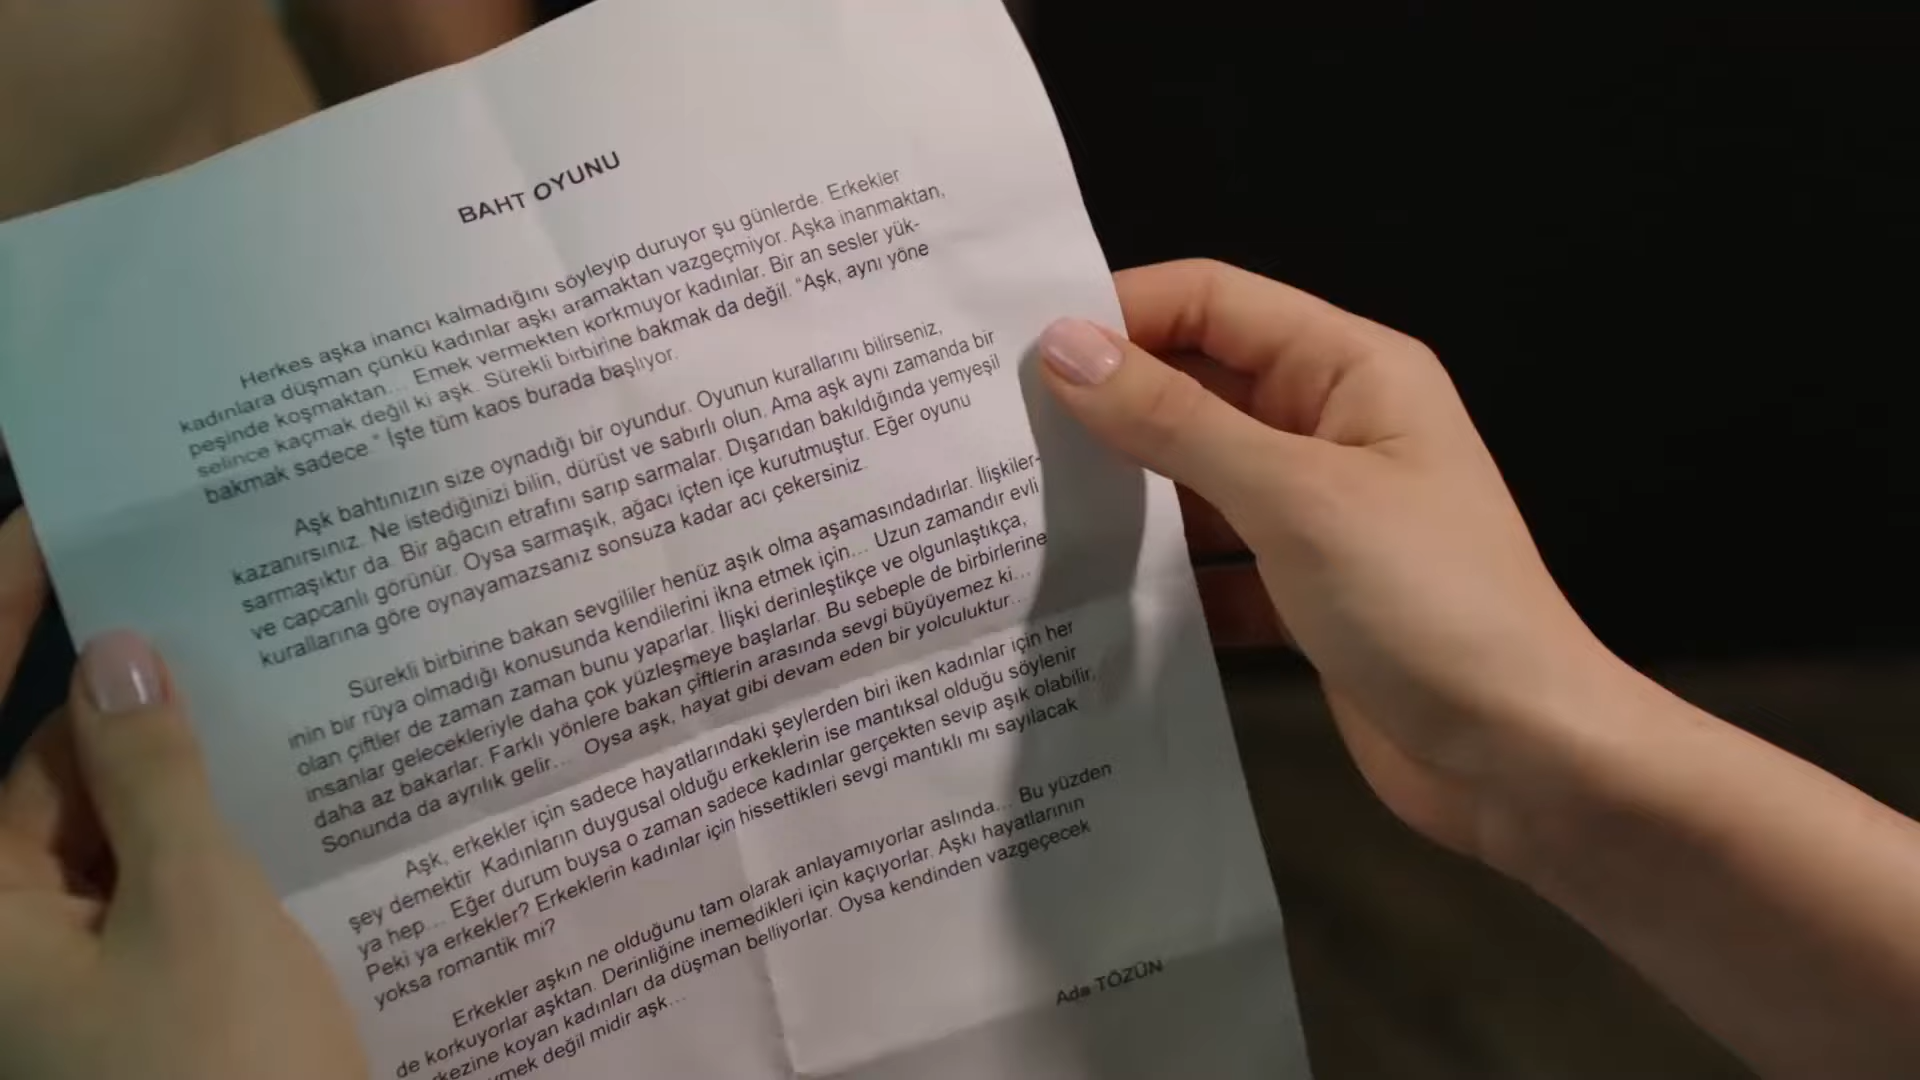 BAHT OYUNU
Herkes aşka inancı kalmadığını söyleyip duruyor şu günlerde. Erkekler
kadınlara düşman çünkü kadınlar aşkı aramaktan vazgeçmiyor. Aşka inanmaktan,
peşinde koşmaktan... Emek vermekten korkmuyor kadınlar. Bir an sesler yük-
selince kaçmak değil ki aşk. Sürekli birbirine bakmak da değil. "Aşk, aynı yöne
bakmak sadece." İşte tüm kaos burada başlıyor.
Aşk bahtınızın size oynadığı bir oyundur. Oyunun kurallarını bilirseniz,
kazanırsınız. Ne istediğinizi bilin, dürüst ve sabırlı olun. Ama aşk aynı zamanda bir
sarmaşıktır da. Bir ağacın etrafını sarıp sarmalar. Dışarıdan bakıldığında yemyeşil
ve capcanlı görünür. Oysa sarmaşık, ağacı içten içe kurutmuştur. Eğer oyunu
kurallarına göre oynayamazsanız sonsuza kadar acı çekersiniz.
Sürekli birbirine bakan sevgililer henüz aşık olma aşamasındadırlar. İlişkiler-
inin bir rüya olmadığı konusunda kendilerini ikna etmek için... Uzun zamandır evli
olan çiftler de zaman zaman bunu yaparlar. İlişki derinleştikçe ve olgunlaştıkça,
insanlar gelecekleriyle daha çok yüzleşmeye başlarlar. Bu sebeple de birbirlerine
daha az bakarlar. Farklı yönlere bakan çiftlerin arasında sevgi büyüyemez ki...
Sonunda da ayrılık gelir... Oysa aşk, hayat gibi devam eden bir yolculuktur...
Aşk, erkekler için sadece hayatlarındaki şeylerden biri iken kadınlar için her
şey demektir. Kadınların duygusal olduğu erkeklerin ise mantıksal olduğu söylenir
ya hep... Eğer durum buysa o zaman sadece kadınlar gerçekten sevip aşık olabilir.
Peki ya erkekler? Erkeklerin kadınlar için hissettikleri sevgi mantıklı mı sayılacak
yoksa romantik mi?
Erkekler aşkın ne olduğunu tam olarak anlayamıyorlar aslında... Bu yüzden
de korkuyorlar aşktan. Derinliğine inemedikleri için kaçıyorlar. Aşkı hayatlarının
rkezine koyan kadınları da düşman belliyorlar. Oysa kendinden vazgeçecek
değil midir aşk...
Ada TÖZÜN